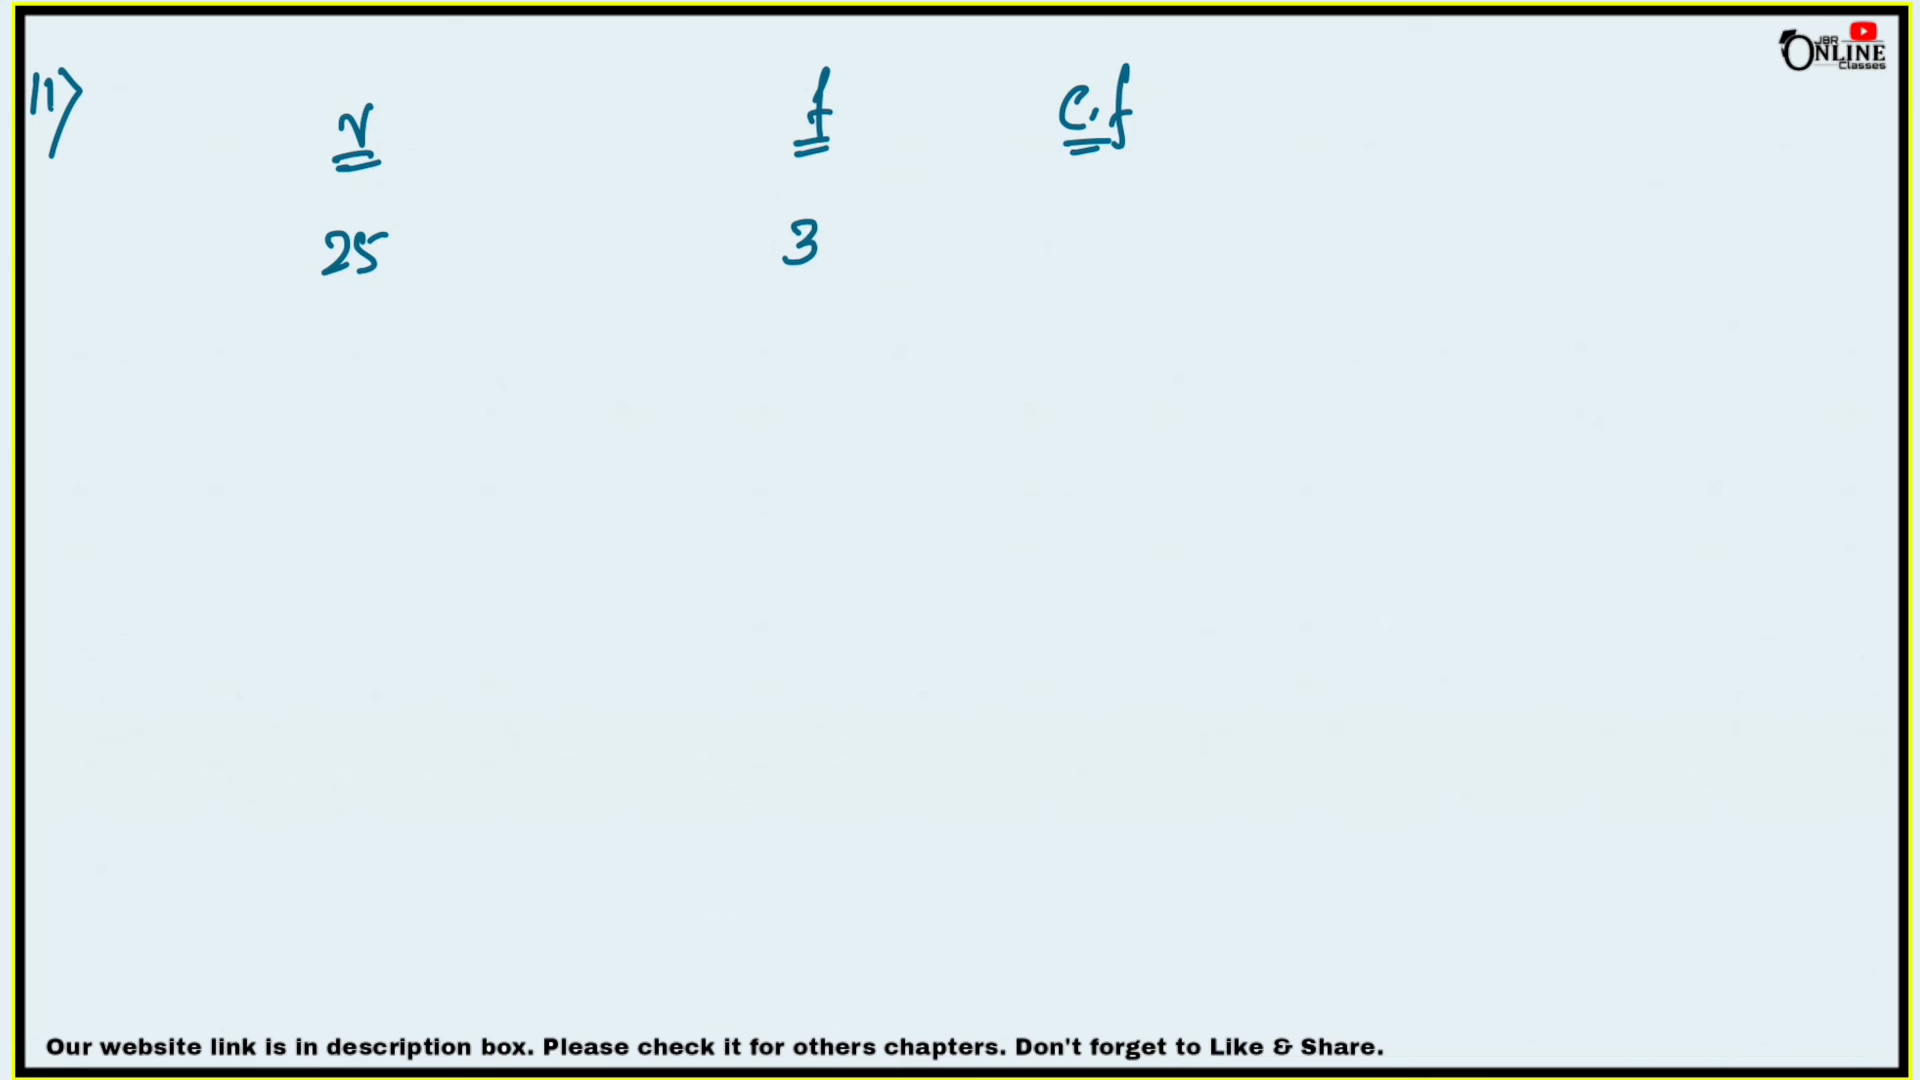 JBR
ONLINE
Classes
11)
x f C.f
25 3
Our website link is in description box. Please check it for others chapters. Don't forget to Like & Share.